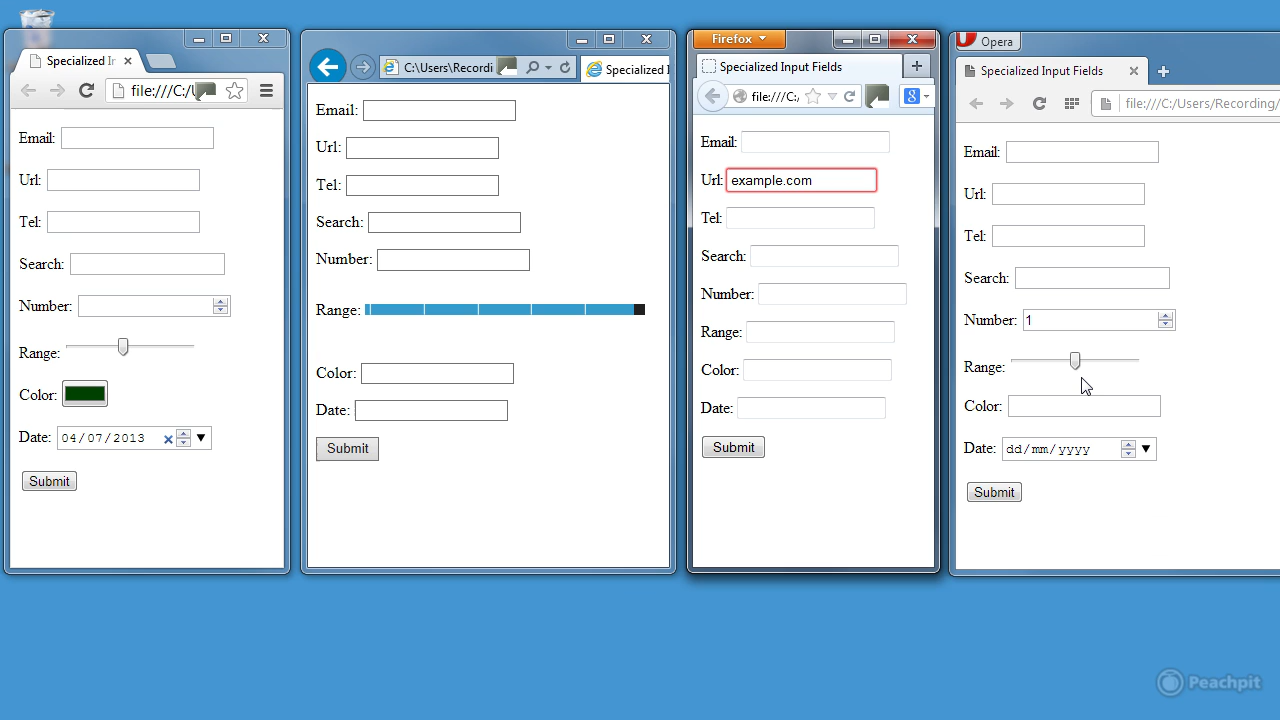 Specialized Ir
file:///C:/U
Email:
Url:
Tel:
Search:
Number:
Range:
Color:
Date: 04/07/2013
Submit
C:\Users\Recordi
Specialized I
Email:
Url:
Tel:
Search:
Number:
Range:
Color:
Date:
Submit
Firefox
Specialized Input Fields
file:///C:
Email:
Url: example.com
Tel:
Search:
Number:
Range:
Color:
Date:
Submit
Opera
Specialized Input Fields
file:///C:/Users/Recording/
Email:
Url:
Tel:
Search:
Number: 1
Range:
Color:
Date: dd/mm/yyyy
Submit
Peachpit